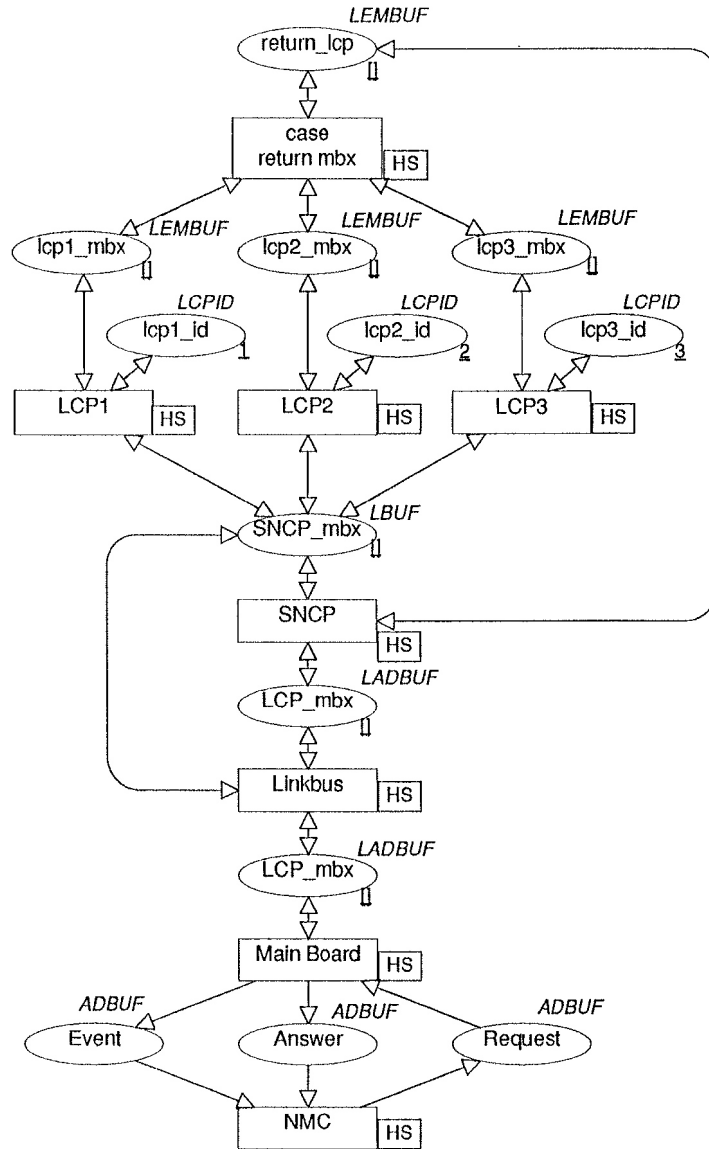 LEMBUF
return_lcp
[]
case
return mbx
HS
LEMBUF
LEMBUF
LEMBUF
lcp1_mbx
[]
lcp2_mbx
[]
lcp3_mbx
[]
LCPID
LCPID
LCPID
lcp1_id
1
lcp2_id
2
lcp3_id
3
LCP1
HS
LCP2
HS
LCP3
HS
LBUF
SNCP_mbx
[]
SNCP
HS
LADBUF
LCP_mbx
[]
Linkbus
HS
LADBUF
LCP_mbx
[]
Main Board
HS
ADBUF
ADBUF
ADBUF
Event
Answer
Request
NMC
HS